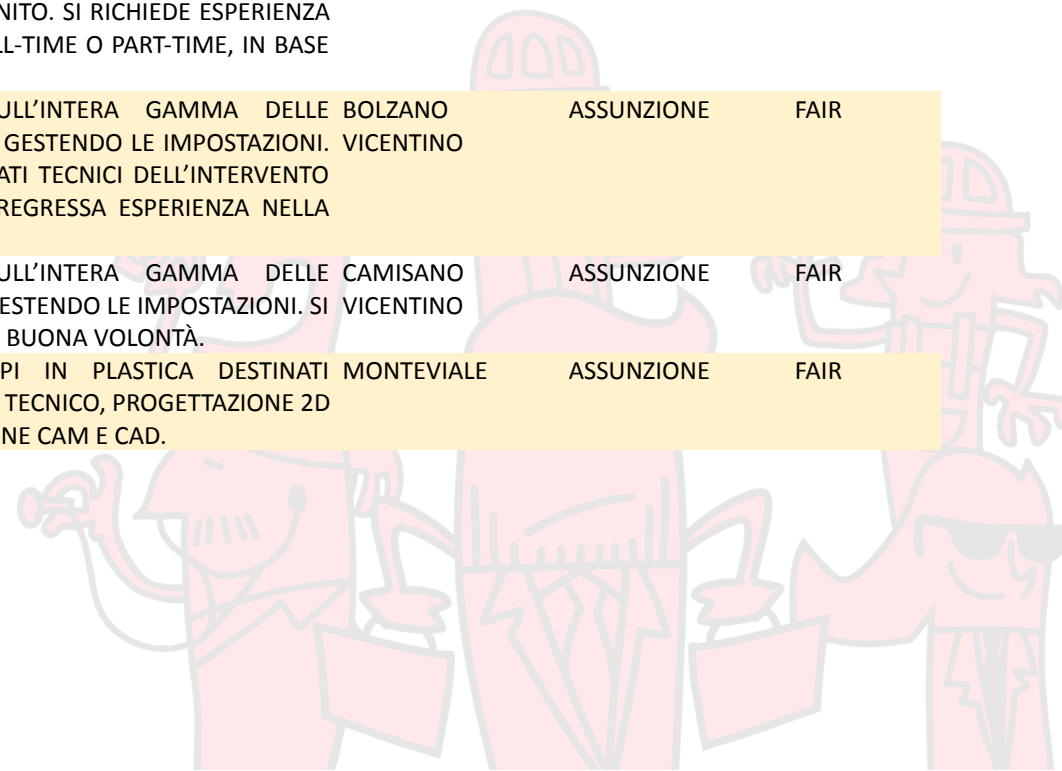 NITO. SI RICHIEDE ESPERIENZA
LL-TIME O PART-TIME, IN BASE
ULL'INTERA GAMMA DELLE BOLZANO ASSUNZIONE FAIR
GESTENDO LE IMPOSTAZIONI. VICENTINO
ATI TECNICI DELL'INTERVENTO
REGRESSA ESPERIENZA NELLA
ULL'INTERA GAMMA DELLE CAMISANO ASSUNZIONE FAIR
ESTENDO LE IMPOSTAZIONI. SI VICENTINO
BUONA VOLONTÀ.
PI IN PLASTICA DESTINATI MONTEVIALE ASSUNZIONE FAIR
TECNICO, PROGETTAZIONE 2D
NE CAM E CAD.